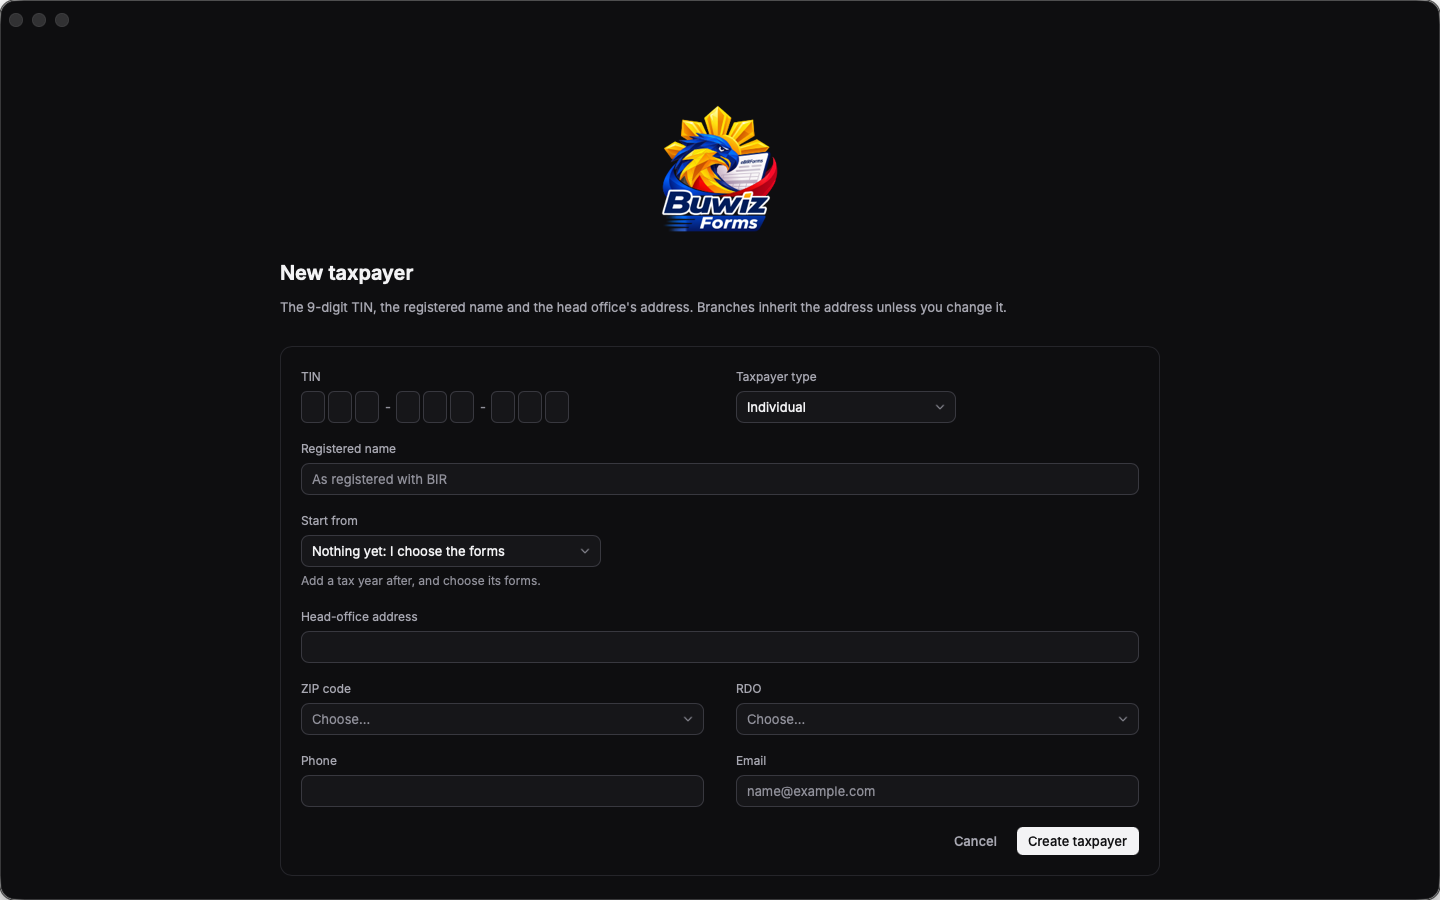 eBIRForms
Buwiz
Forms
New taxpayer
The 9-digit TIN, the registered name and the head office's address. Branches inherit the address unless you change it.
TIN
Taxpayer type
- -
Individual
Registered name
As registered with BIR
Start from
Nothing yet: I choose the forms
Add a tax year after, and choose its forms.
Head-office address
ZIP code
RDO
Choose...
Choose...
Phone
Email
name@example.com
Cancel
Create taxpayer